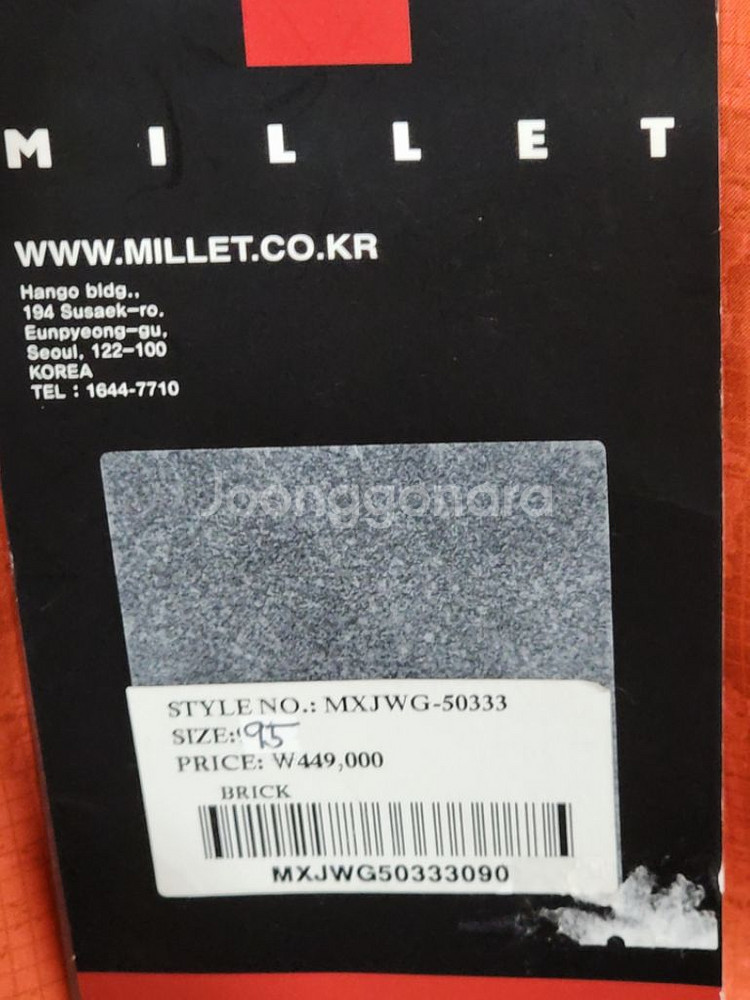 M I L L E T
WWW.MILLET.CO.KR
Hango bldg.,
194 Susaek-ro,
Eunpyeong-gu,
Seoul, 122-100
KOREA
TEL : 1644-7710
Joonggonara
STYLE NO.: MXJWG-50333
SIZE: 95
PRICE: ₩449,000
BRICK
MXJWG50333090